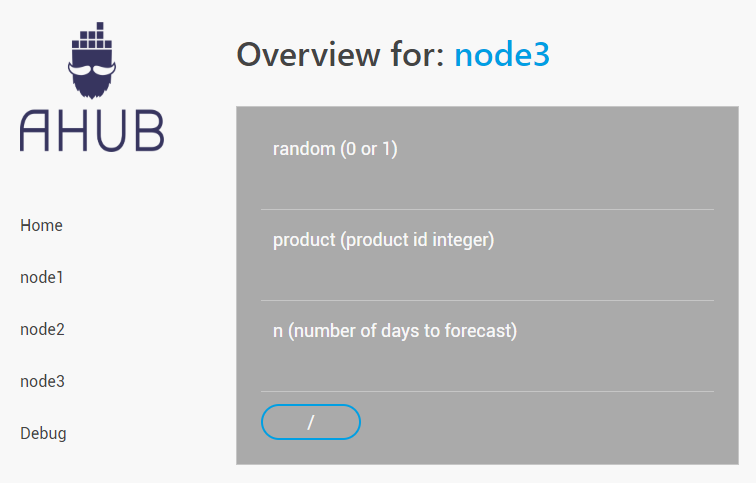 AHUB
Home
node1
node2
node3
Debug
Overview for: node3
random (0 or 1)
product (product id integer)
n (number of days to forecast)
/